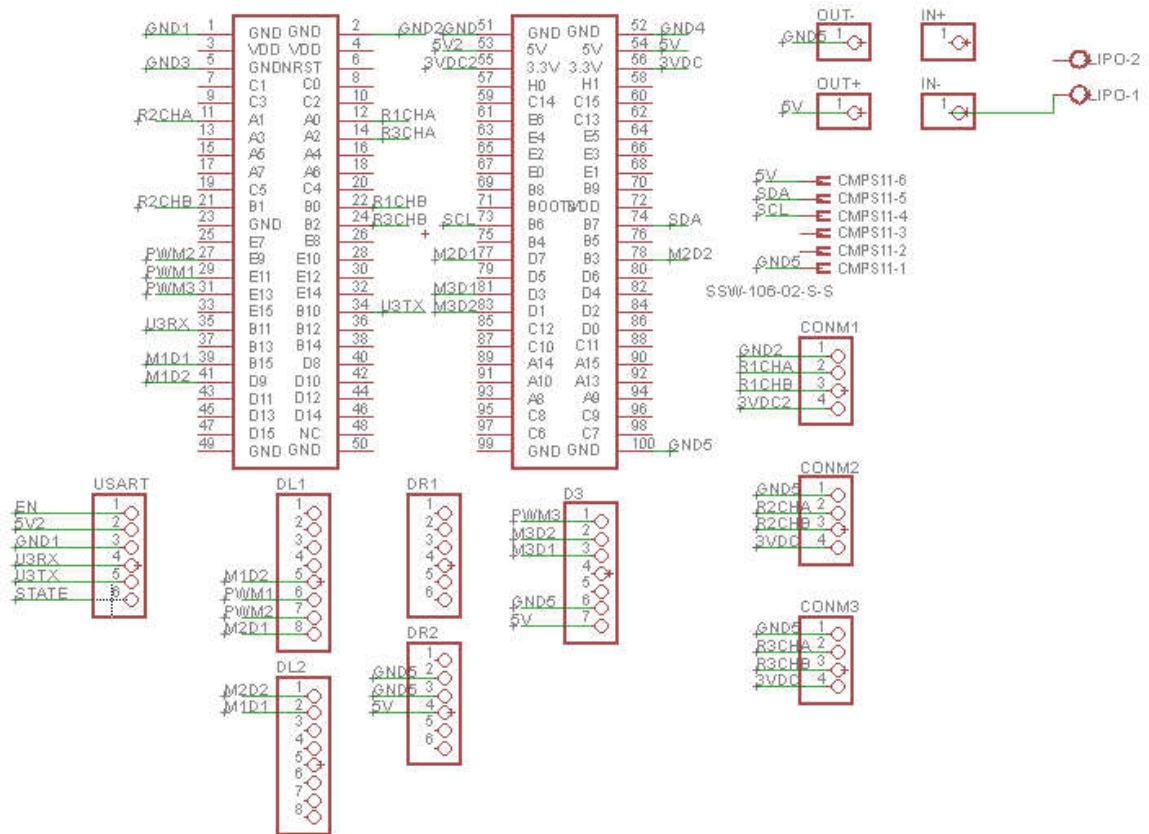 GND1 1 GND GND 2 GND2
3 VDD VDD 4
GND3 5 GND NRST 6
7 C1 C0 8
9 C3 C2 10
R2CHA 11 A1 A0 12 R1CHA
13 A3 A2 14 R3CHA
15 A5 A4 16
17 A7 A6 18
19 C5 C4 20
R2CHB 21 B1 B0 22 R1CHB
23 GND B2 24 R3CHB
25 E7 E8 26
PWM2 27 E9 E10 28
PWM1 29 E11 E12 30
PWM3 31 E13 E14 32
33 E15 B10 34 U3TX
U3RX 35 B11 B12 36
37 B13 B14 38
M1D1 39 B15 D8 40
M1D2 41 D9 D10 42
43 D11 D12 44
45 D13 D14 46
47 D15 NC 48
49 GND GND 50
GND 51 GND GND 52 GND4
5V2 53 5V 5V 54 5V
3VDC2 55 3.3V 3.3V 56 3VDC
57 H0 H1 58
59 C14 C15 60
61 E6 C13 62
63 E4 E5 64
65 E2 E3 66
67 E0 E1 68
69 B8 B9 70
71 BOOT0 VDD 72
SCL 73 B6 B7 74 SDA
75 B4 B5 76
M2D1 77 D7 B3 78 M2D2
79 D5 D6 80
M3D1 81 D3 D4 82
M3D2 83 D1 D2 84
85 C12 D0 86
87 C10 C11 88
89 A14 A15 90
91 A10 A13 92
93 A8 A9 94
95 C8 C9 96
97 C6 C7 98
99 GND GND 100 GND5
OUT-
GND5 1
IN+
1
OUT+
5V 1
IN-
1
LIPO-2
LIPO-1
5V CMPS11-6
SDA CMPS11-5
SCL CMPS11-4
CMPS11-3
CMPS11-2
GND5 CMPS11-1
SSW-106-02-S-S
CONM1
GND2 1
R1CHA 2
R1CHB 3
3VDC2 4
CONM2
GND5 1
R2CHA 2
R2CHB 3
3VDC 4
CONM3
GND5 1
R3CHA 2
R3CHB 3
3VDC 4
USART
EN 1
5V2 2
GND1 3
U3RX 4
U3TX 5
STATE 6
DL1
1
2
3
4
M1D2 5
PWM1 6
PWM2 7
M2D1 8
DL2
M2D2 1
M1D1 2
3
4
5
6
7
8
DR1
1
2
3
4
5
6
DR2
1
GND5 2
GND5 3
5V 4
5
6
D3
PWM3 1
M3D2 2
M3D1 3
4
5
GND5 6
5V 7